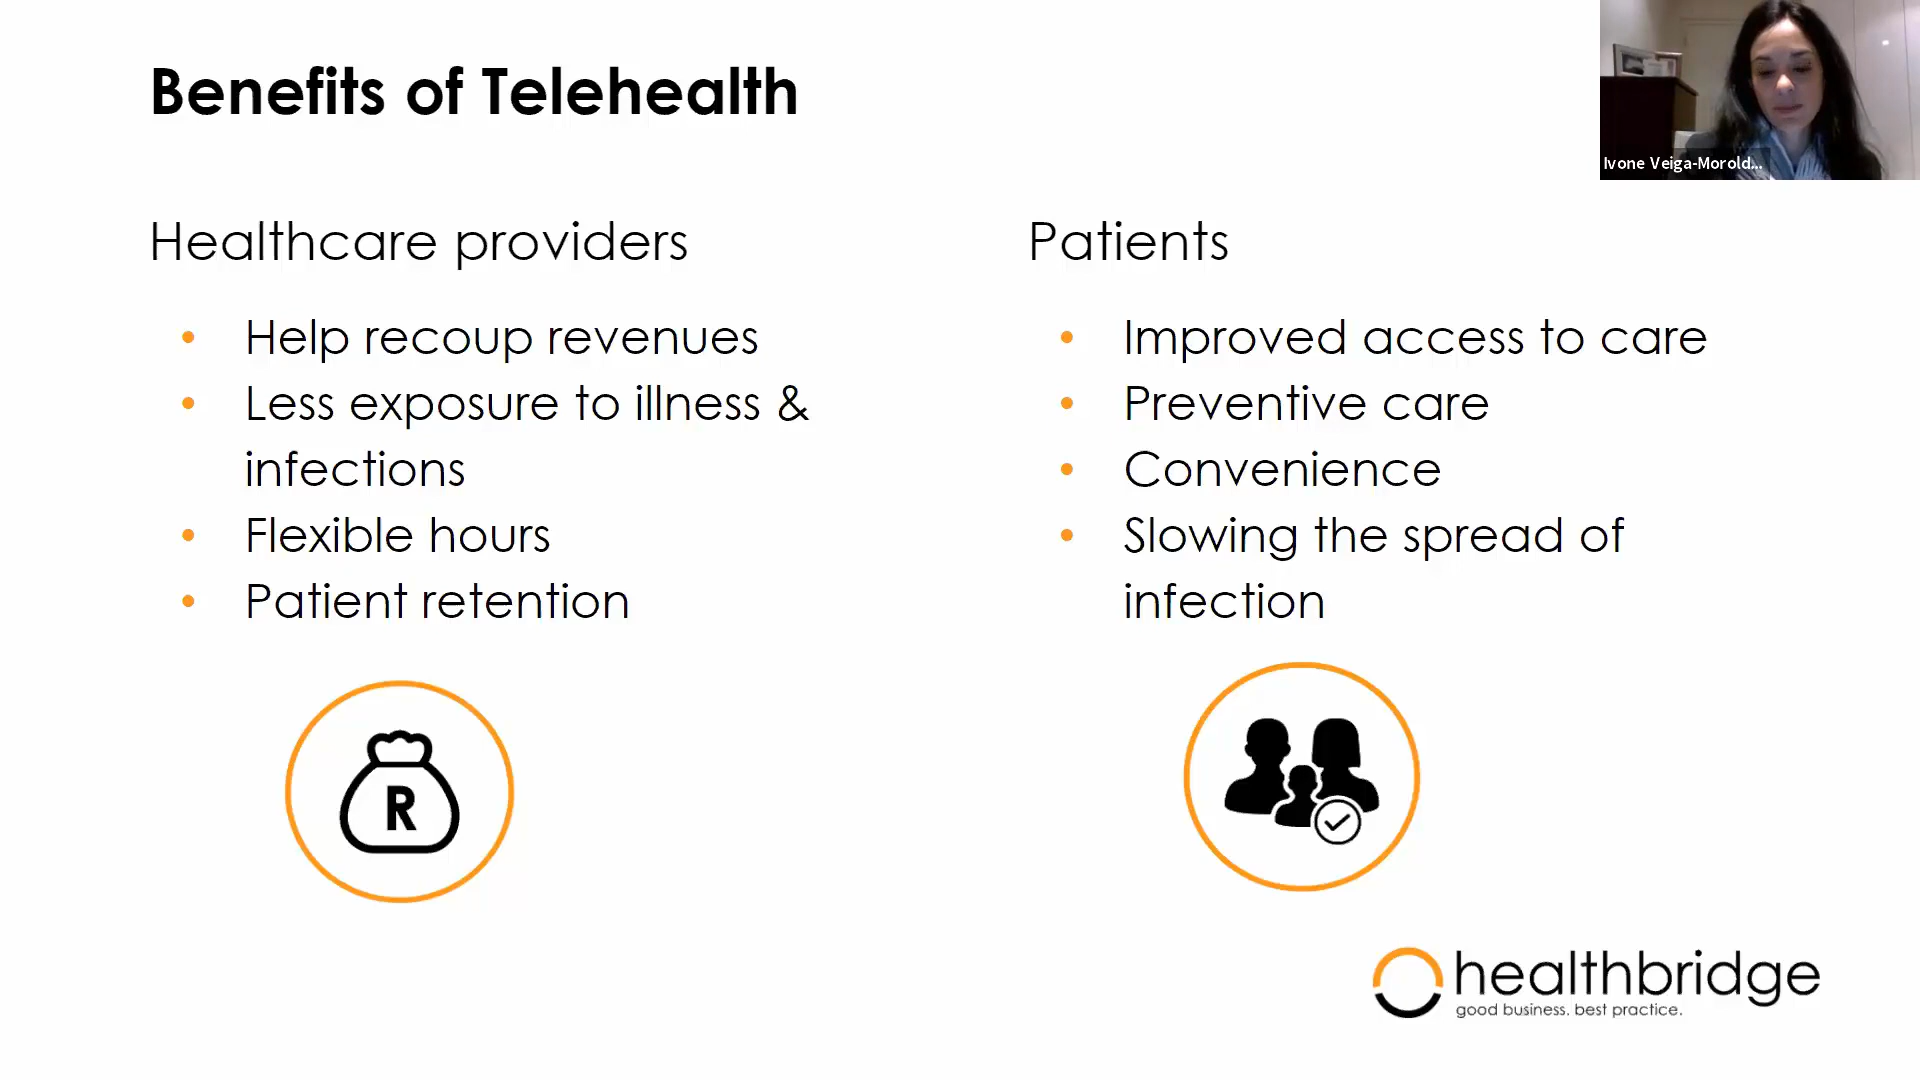 Benefits of Telehealth
Ivone Veiga-Morold...
Healthcare providers
• Help recoup revenues
• Less exposure to illness &
infections
• Flexible hours
• Patient retention
R
Patients
• Improved access to care
• Preventive care
• Convenience
• Slowing the spread of
infection
healthbridge
good business. best practice.